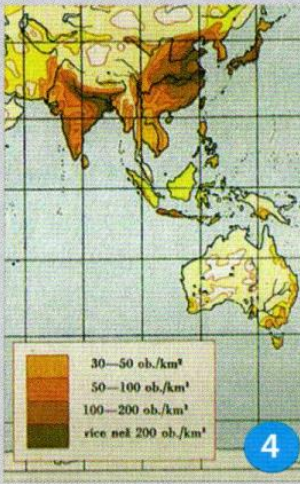 30—50 ob./km²
50—100 ob./km²
100—200 ob./km²
více než 200 ob./km²
4